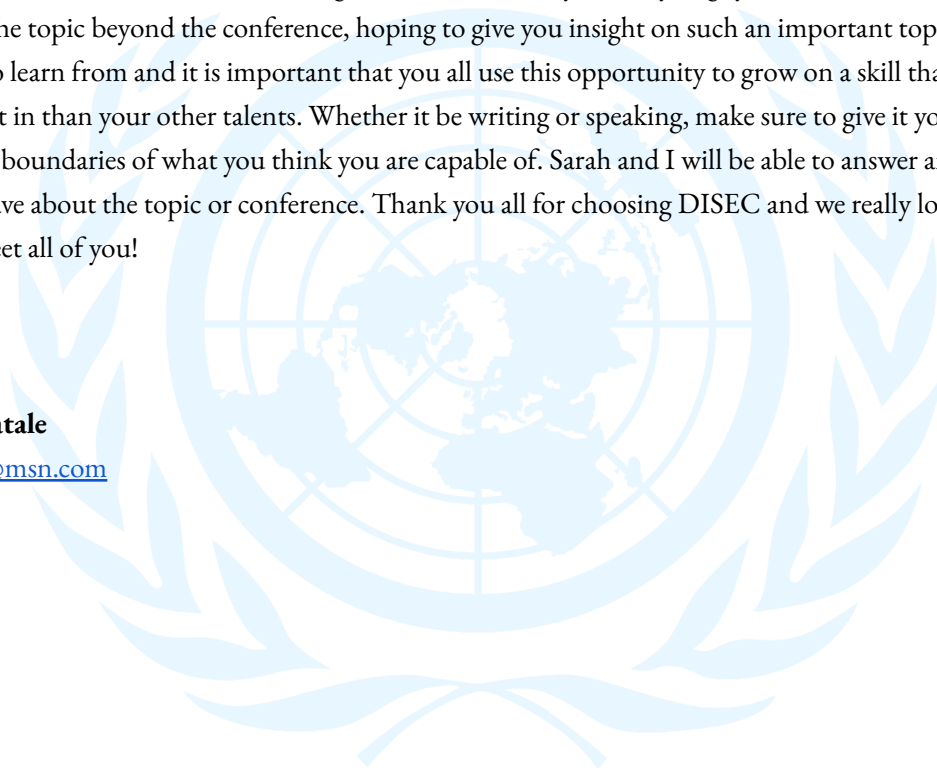 he topic beyond the conference, hoping to give you insight on such an important top
o learn from and it is important that you all use this opportunity to grow on a skill tha
t in than your other talents. Whether it be writing or speaking, make sure to give it yo
boundaries of what you think you are capable of. Sarah and I will be able to answer a
ve about the topic or conference. Thank you all for choosing DISEC and we really lo
eet all of you!
atale
@msn.com